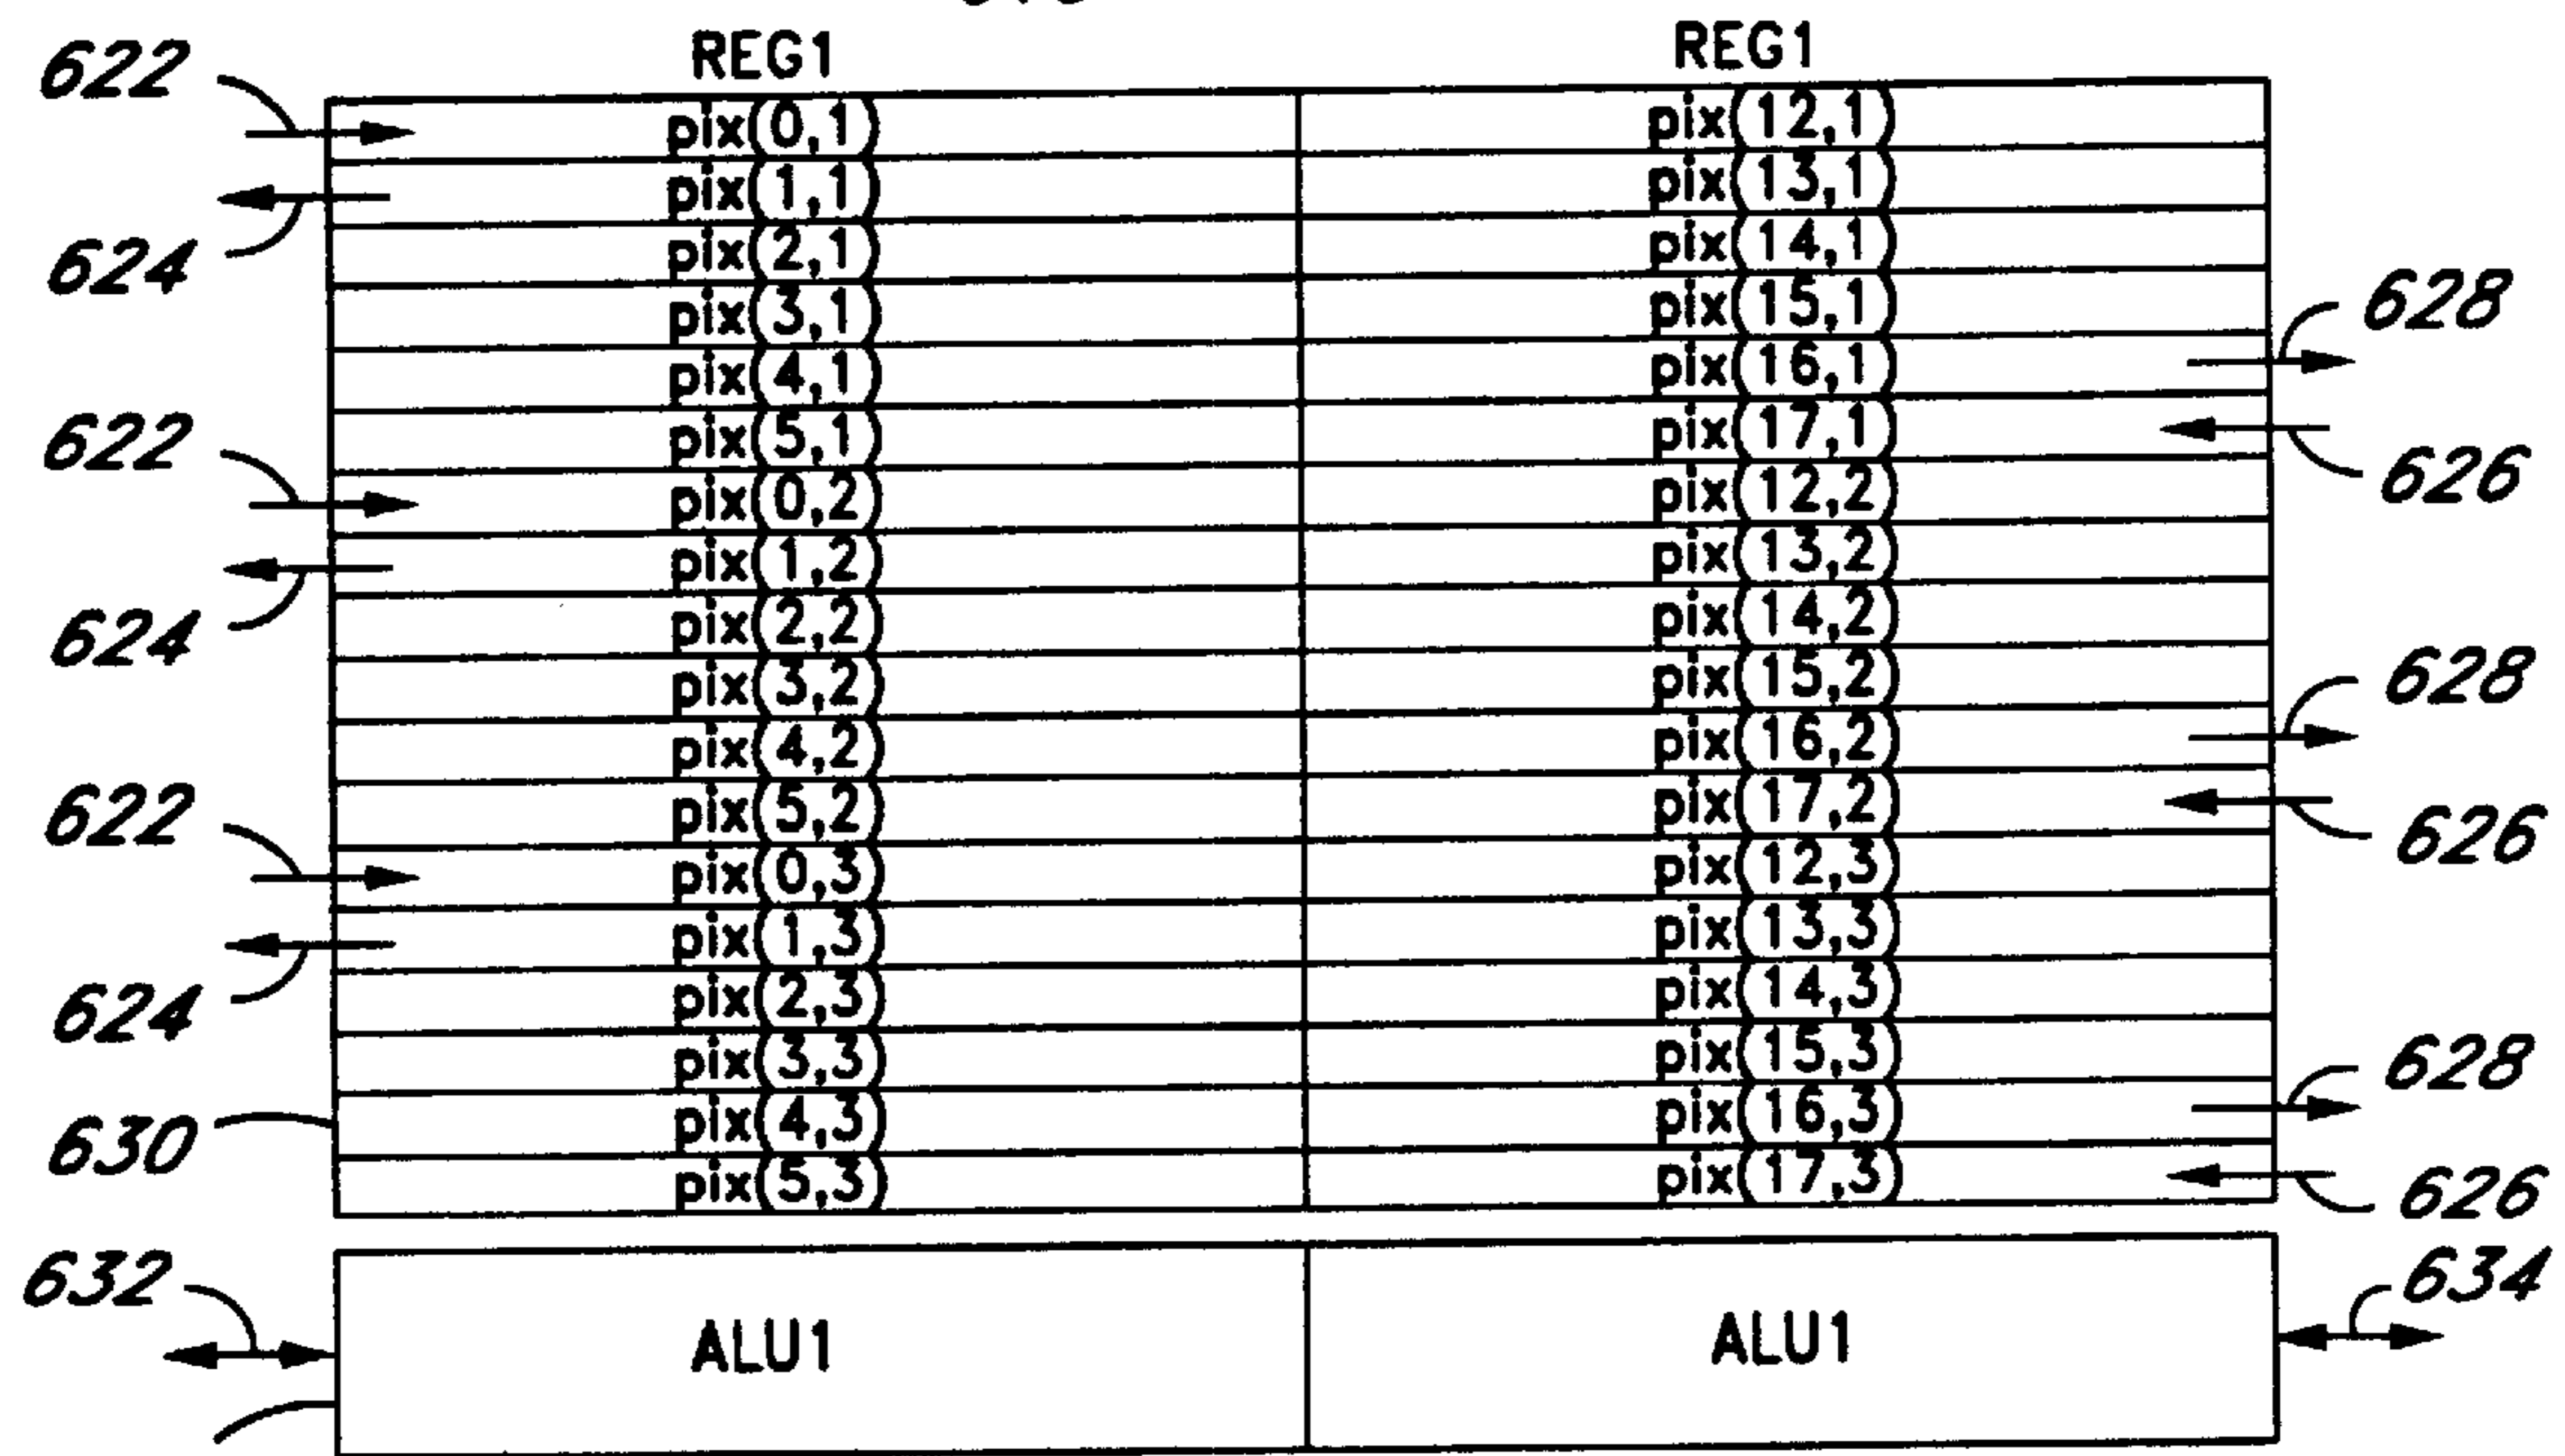 REG1 REG1
622 pix(0,1) pix(12,1)
pix(1,1) pix(13,1)
624 pix(2,1) pix(14,1)
pix(3,1) pix(15,1) 628
pix(4,1) pix(16,1)
622 pix(5,1) pix(17,1)
pix(0,2) pix(12,2) 626
pix(1,2) pix(13,2)
624 pix(2,2) pix(14,2)
pix(3,2) pix(15,2) 628
pix(4,2) pix(16,2)
622 pix(5,2) pix(17,2)
pix(0,3) pix(12,3) 626
pix(1,3) pix(13,3)
624 pix(2,3) pix(14,3)
pix(3,3) pix(15,3) 628
630 pix(4,3) pix(16,3)
pix(5,3) pix(17,3) 626
632 634
ALU1 ALU1